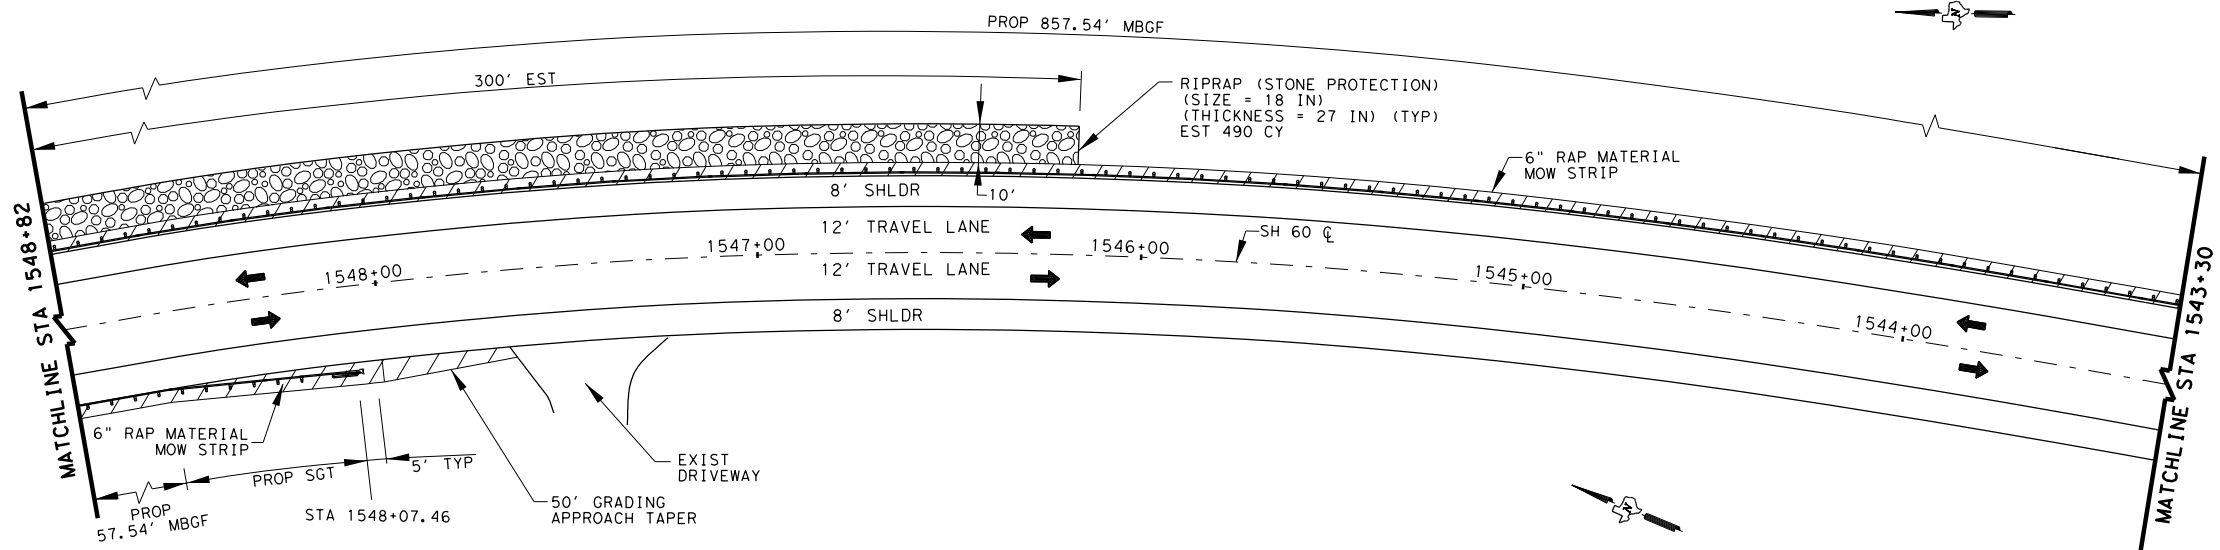 PROP 857.54' MBGF
N
300' EST
RIPRAP (STONE PROTECTION)
(SIZE = 18 IN)
(THICKNESS = 27 IN) (TYP)
EST 490 CY
6" RAP MATERIAL
MOW STRIP
8' SHLDR
10'
12' TRAVEL LANE
SH 60 ℄
1548+00
1547+00
1546+00
1545+00
1544+00
12' TRAVEL LANE
8' SHLDR
MATCHLINE STA 1548+82
MATCHLINE STA 1543+30
6" RAP MATERIAL
MOW STRIP
PROP SGT
5' TYP
EXIST
DRIVEWAY
50' GRADING
APPROACH TAPER
STA 1548+07.46
PROP
57.54' MBGF
N